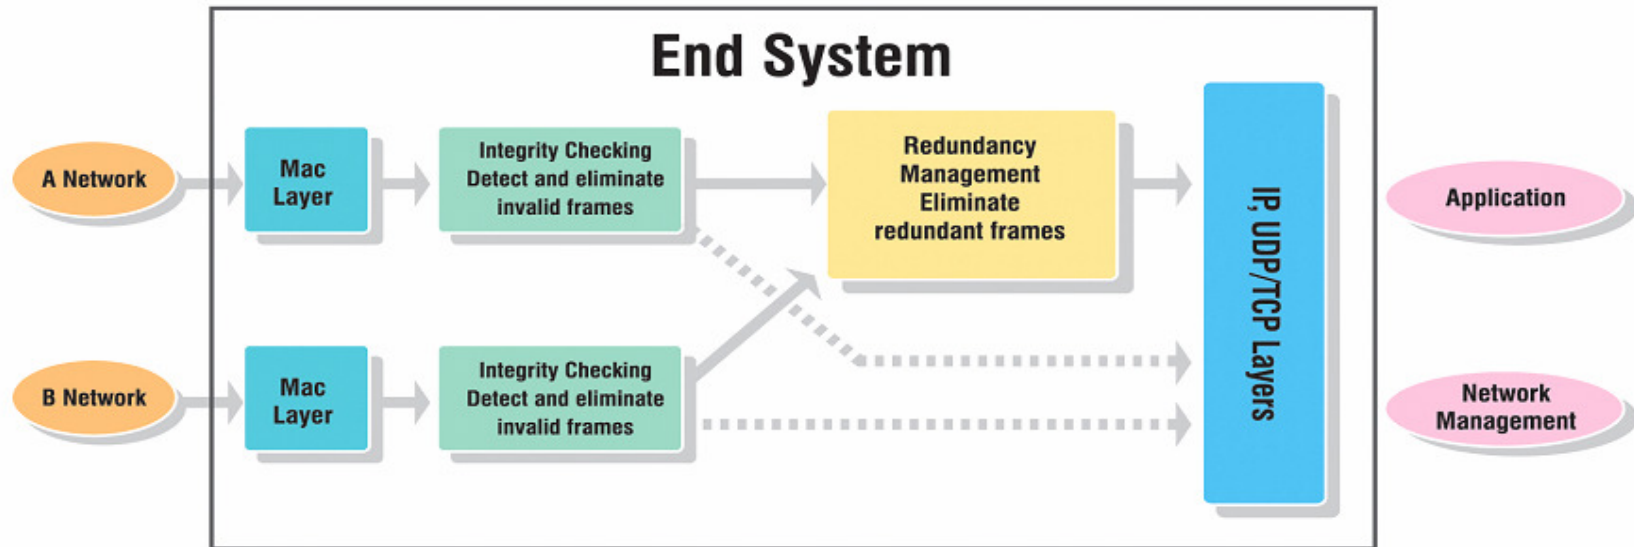 End System
A Network
Mac
Layer
Integrity Checking
Detect and eliminate
invalid frames
Redundancy
Management
Eliminate
redundant frames
IP, UDP/TCP Layers
Application
B Network
Mac
Layer
Integrity Checking
Detect and eliminate
invalid frames
Network
Management